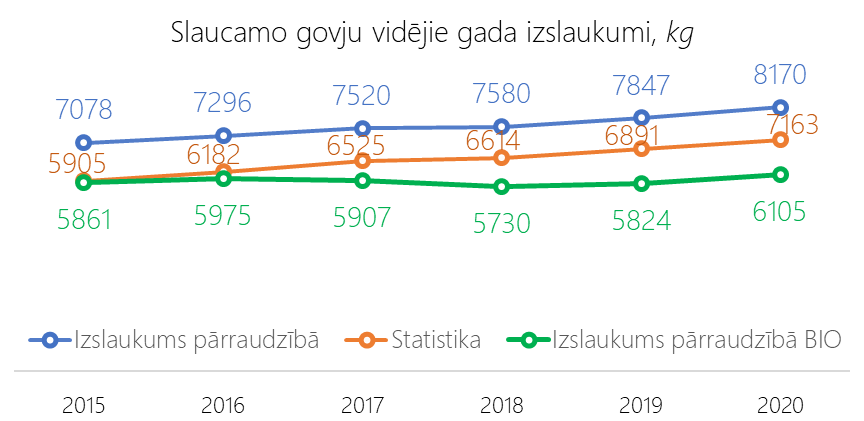 Slaucamo govju vidējie gada izslaukumi, kg
7078 7296 7520 7580 7847 8170
5905 6182 6525 6614 6891 7163
5861 5975 5907 5730 5824 6105
Izslaukums pārraudzībā Statistika Izslaukums pārraudzībā BIO
2015 2016 2017 2018 2019 2020